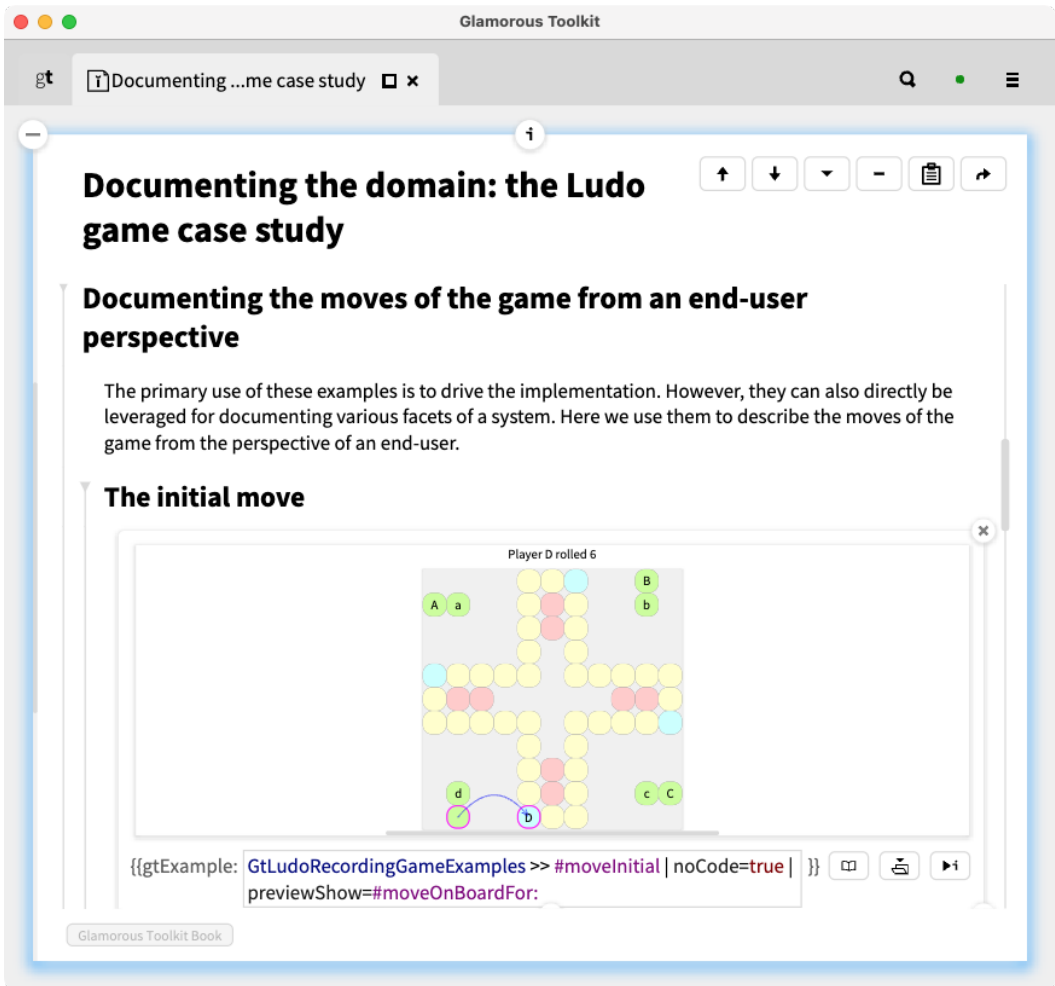 Glamorous Toolkit
gt
Documenting ...me case study
Documenting the domain: the Ludo
game case study
Documenting the moves of the game from an end-user
perspective
The primary use of these examples is to drive the implementation. However, they can also directly be
leveraged for documenting various facets of a system. Here we use them to describe the moves of the
game from the perspective of an end-user.
The initial move
Player D rolled 6
B
A a b
d c C
D
{{gtExample: GtLudoRecordingGameExamples >> #moveInitial | noCode=true | }}
previewShow=#moveOnBoardFor:
Glamorous Toolkit Book